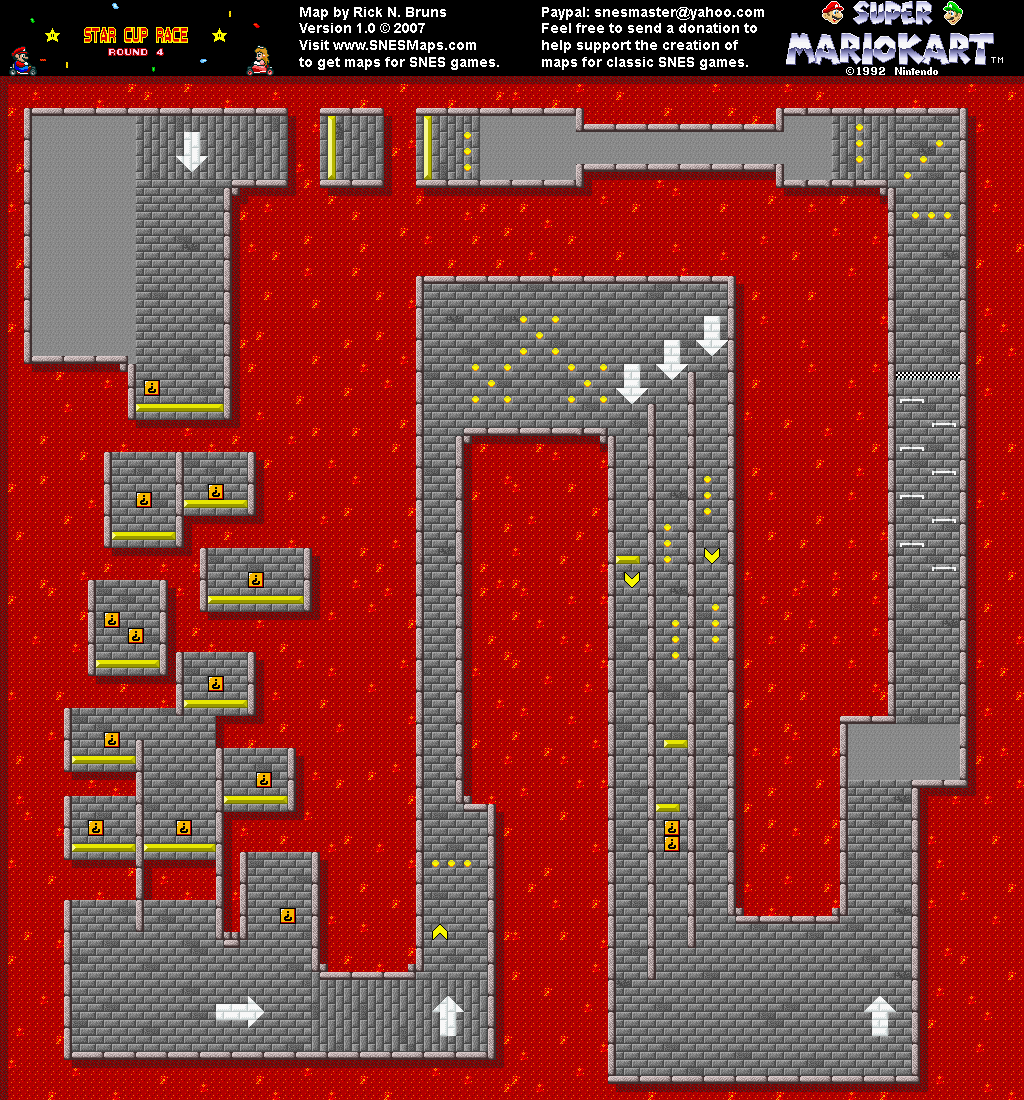 STAR CUP RACE
ROUND 4
Map by Rick N. Bruns
Version 1.0 © 2007
Visit www.SNESMaps.com
to get maps for SNES games.
Paypal: snesmaster@yahoo.com
Feel free to send a donation to
help support the creation of
maps for classic SNES games.
SUPER
MARIOKART™
©1992 Nintendo